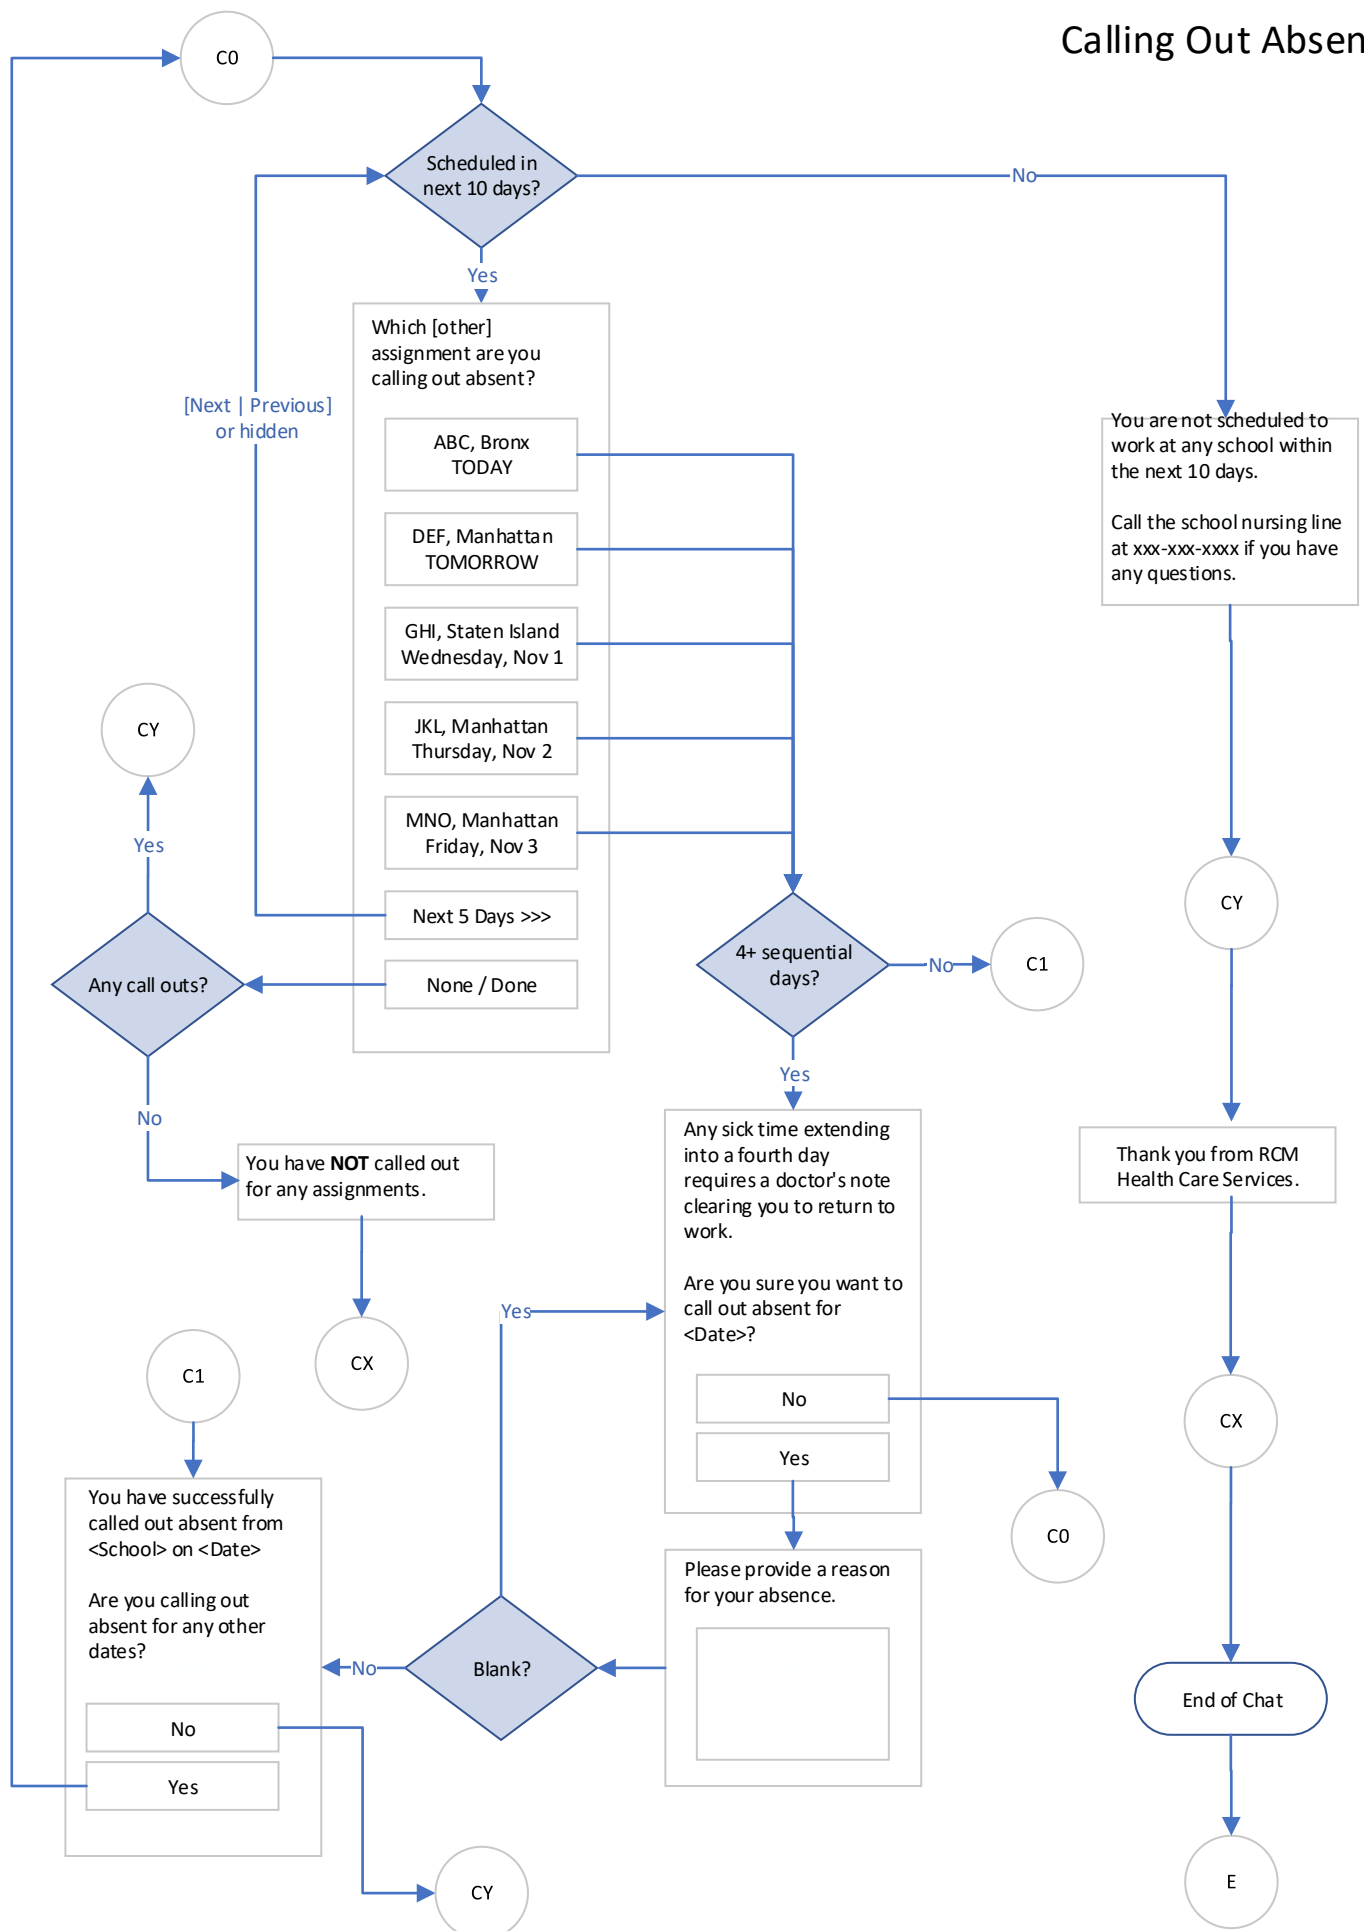 Calling Out Absen
C0
Scheduled in
next 10 days?
No
Yes
Which [other]
assignment are you
calling out absent?
[Next | Previous]
or hidden
ABC, Bronx
TODAY
DEF, Manhattan
TOMORROW
GHI, Staten Island
Wednesday, Nov 1
JKL, Manhattan
Thursday, Nov 2
MNO, Manhattan
Friday, Nov 3
Next 5 Days >>>
None / Done
You are not scheduled to
work at any school within
the next 10 days.
Call the school nursing line
at xxx-xxx-xxxx if you have
any questions.
CY
Yes
Any call outs?
No
4+ sequential
days?
No
C1
Yes
CY
You have NOT called out
for any assignments.
CX
Any sick time extending
into a fourth day
requires a doctor's note
clearing you to return to
work.
Are you sure you want to
call out absent for
<Date>?
No
Yes
C0
Thank you from RCM
Health Care Services.
CX
C1
You have successfully
called out absent from
<School> on <Date>
Are you calling out
absent for any other
dates?
No
Yes
Yes
Blank?
No
Please provide a reason
for your absence.
End of Chat
CY
E